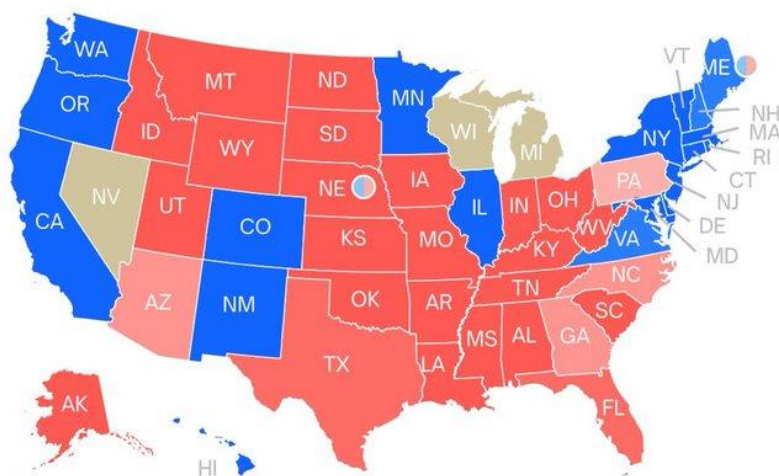 WA
MT
ND
MN
VT
ME
OR
ID
SD
WI
NY
NH
MA
WY
MI
RI
NE
IA
PA
CT
NV
UT
CO
IL
IN
OH
NJ
CA
KS
MO
WV
VA
DE
KY
MD
AZ
NM
OK
AR
TN
NC
SC
MS
AL
GA
TX
LA
AK
FL
HI